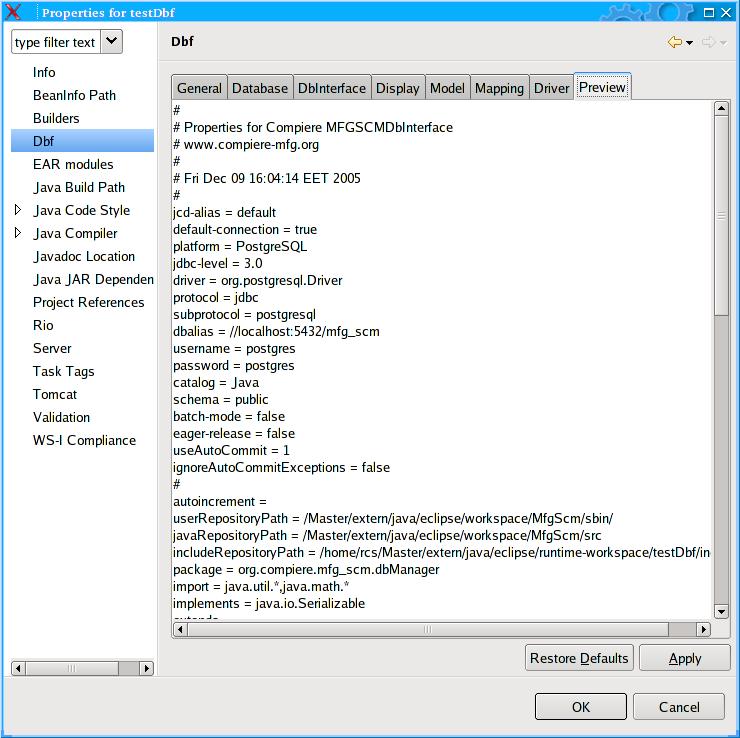 Properties for testDbf
type filter text
Dbf
Info
BeanInfo Path
Builders
Dbf
EAR modules
Java Build Path
Java Code Style
Java Compiler
Javadoc Location
Java JAR Dependen
Project References
Rio
Server
Task Tags
Tomcat
Validation
WS-I Compliance
General Database DbInterface Display Model Mapping Driver Preview
#
# Properties for Compiere MFGSCMDbInterface
# www.compiere-mfg.org
#
# Fri Dec 09 16:04:14 EET 2005
#
jcd-alias = default
default-connection = true
platform = PostgreSQL
jdbc-level = 3.0
driver = org.postgresql.Driver
protocol = jdbc
subprotocol = postgresql
dbalias = //localhost:5432/mfg_scm
username = postgres
password = postgres
catalog = Java
schema = public
batch-mode = false
eager-release = false
useAutoCommit = 1
ignoreAutoCommitExceptions = false
#
autoincrement =
userRepositoryPath = /Master/extern/java/eclipse/workspace/MfgScm/sbin/
javaRepositoryPath = /Master/extern/java/eclipse/workspace/MfgScm/src
includeRepositoryPath = /home/rcs/Master/extern/java/eclipse/runtime-workspace/testDbf/in
package = org.compiere.mfg_scm.dbManager
import = java.util.*,java.math.*
implements = java.io.Serializable
Restore Defaults Apply
OK Cancel